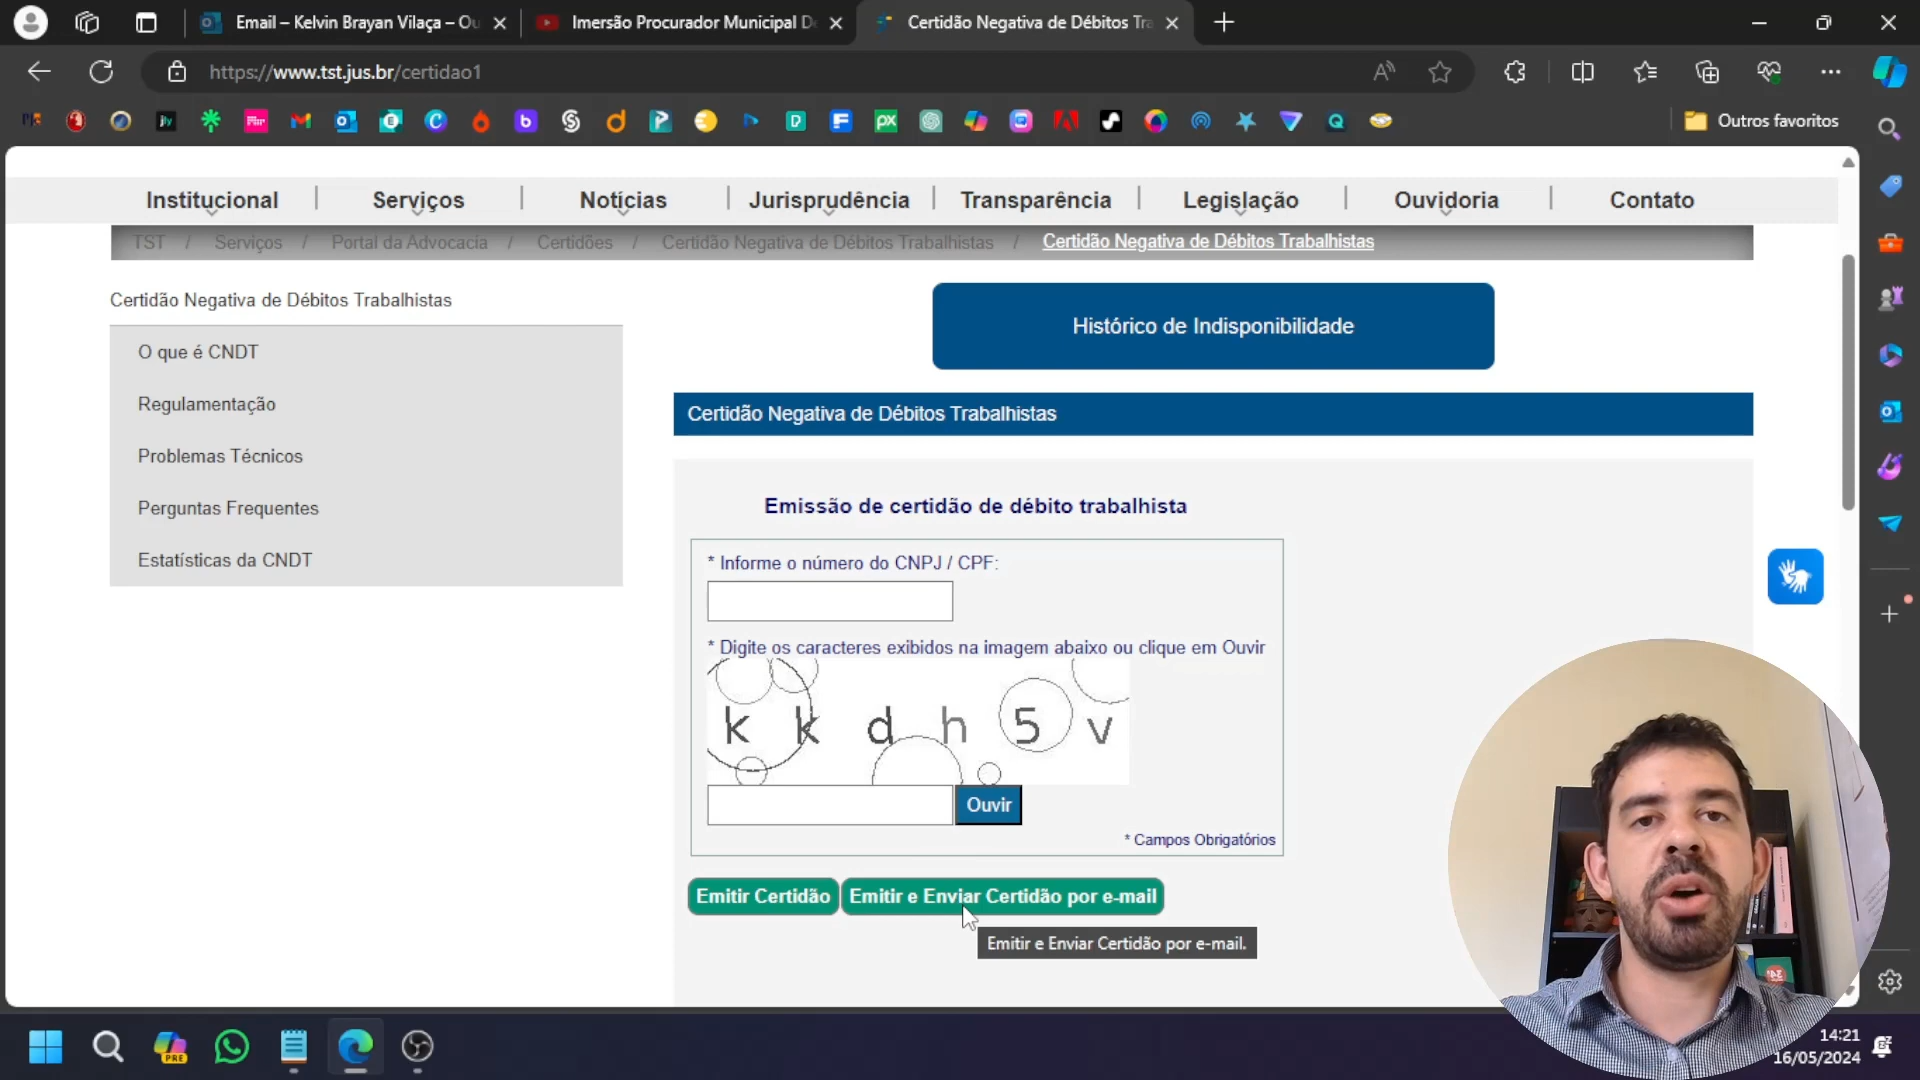 Email – Kelvin Brayan Vilaça – Ou
Imersão Procurador Municipal D
Certidão Negativa de Débitos Tra
https://www.tst.jus.br/certidao1
Outros favoritos
Institucional
Serviços
Notícias
Jurisprudência
Transparência
Legislação
Ouvidoria
Contato
TST / Serviços / Portal da Advocacia / Certidões / Certidão Negativa de Débitos Trabalhistas / Certidão Negativa de Débitos Trabalhistas
Certidão Negativa de Débitos Trabalhistas
O que é CNDT
Regulamentação
Problemas Técnicos
Perguntas Frequentes
Estatísticas da CNDT
Histórico de Indisponibilidade
Certidão Negativa de Débitos Trabalhistas
Emissão de certidão de débito trabalhista
* Informe o número do CNPJ / CPF:
* Digite os caracteres exibidos na imagem abaixo ou clique em Ouvir
k k d h 5 v
Ouvir
* Campos Obrigatórios
Emitir Certidão
Emitir e Enviar Certidão por e-mail
Emitir e Enviar Certidão por e-mail.
PRE
14:21
16/05/2024